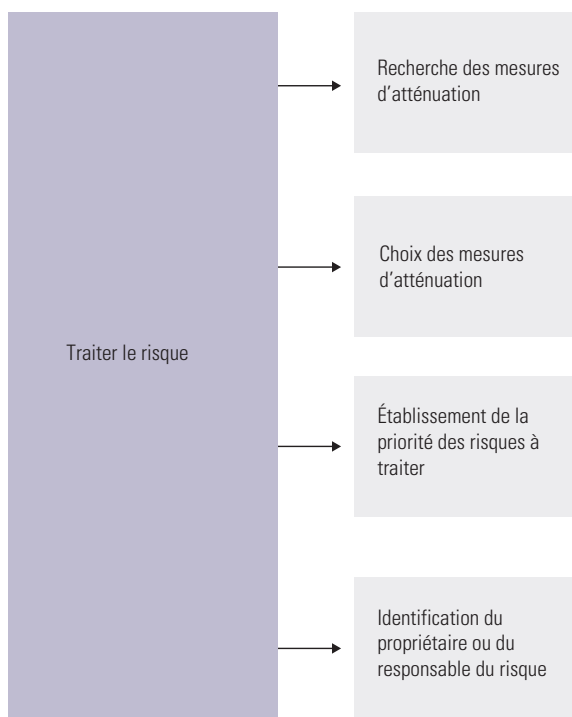 Recherche des mesures
d'atténuation
Choix des mesures
d'atténuation
Traiter le risque
Établissement de la
priorité des risques à
traiter
Identification du
propriétaire ou du
responsable du risque